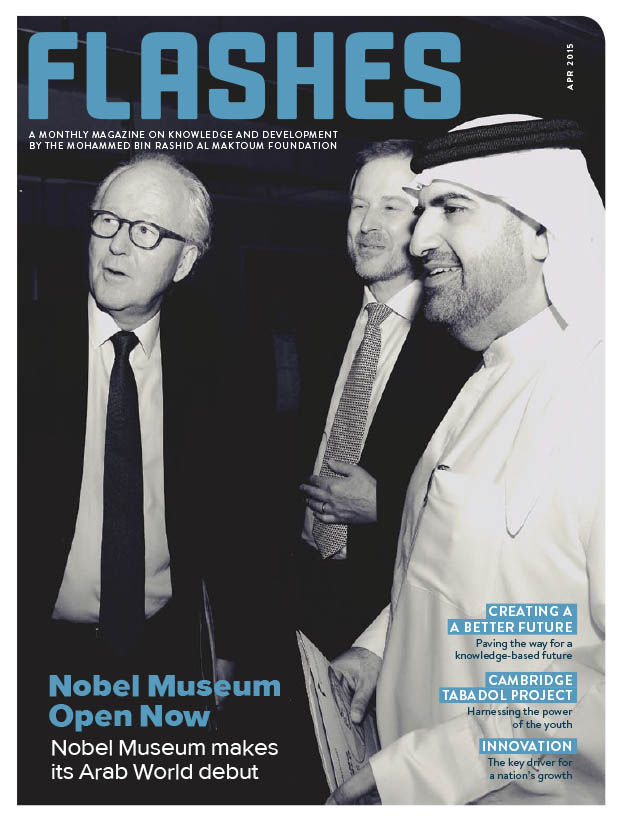 FLASHES
APR 2015
A MONTHLY MAGAZINE ON KNOWLEDGE AND DEVELOPMENT
BY THE MOHAMMED BIN RASHID AL MAKTOUM FOUNDATION
Nobel Museum
Open Now
Nobel Museum makes
its Arab World debut
CREATING A
A BETTER FUTURE
Paving the way for a
knowledge-based future
CAMBRIDGE
TABADOL PROJECT
Harnessing the power
of the youth
INNOVATION
The key driver for
a nation's growth